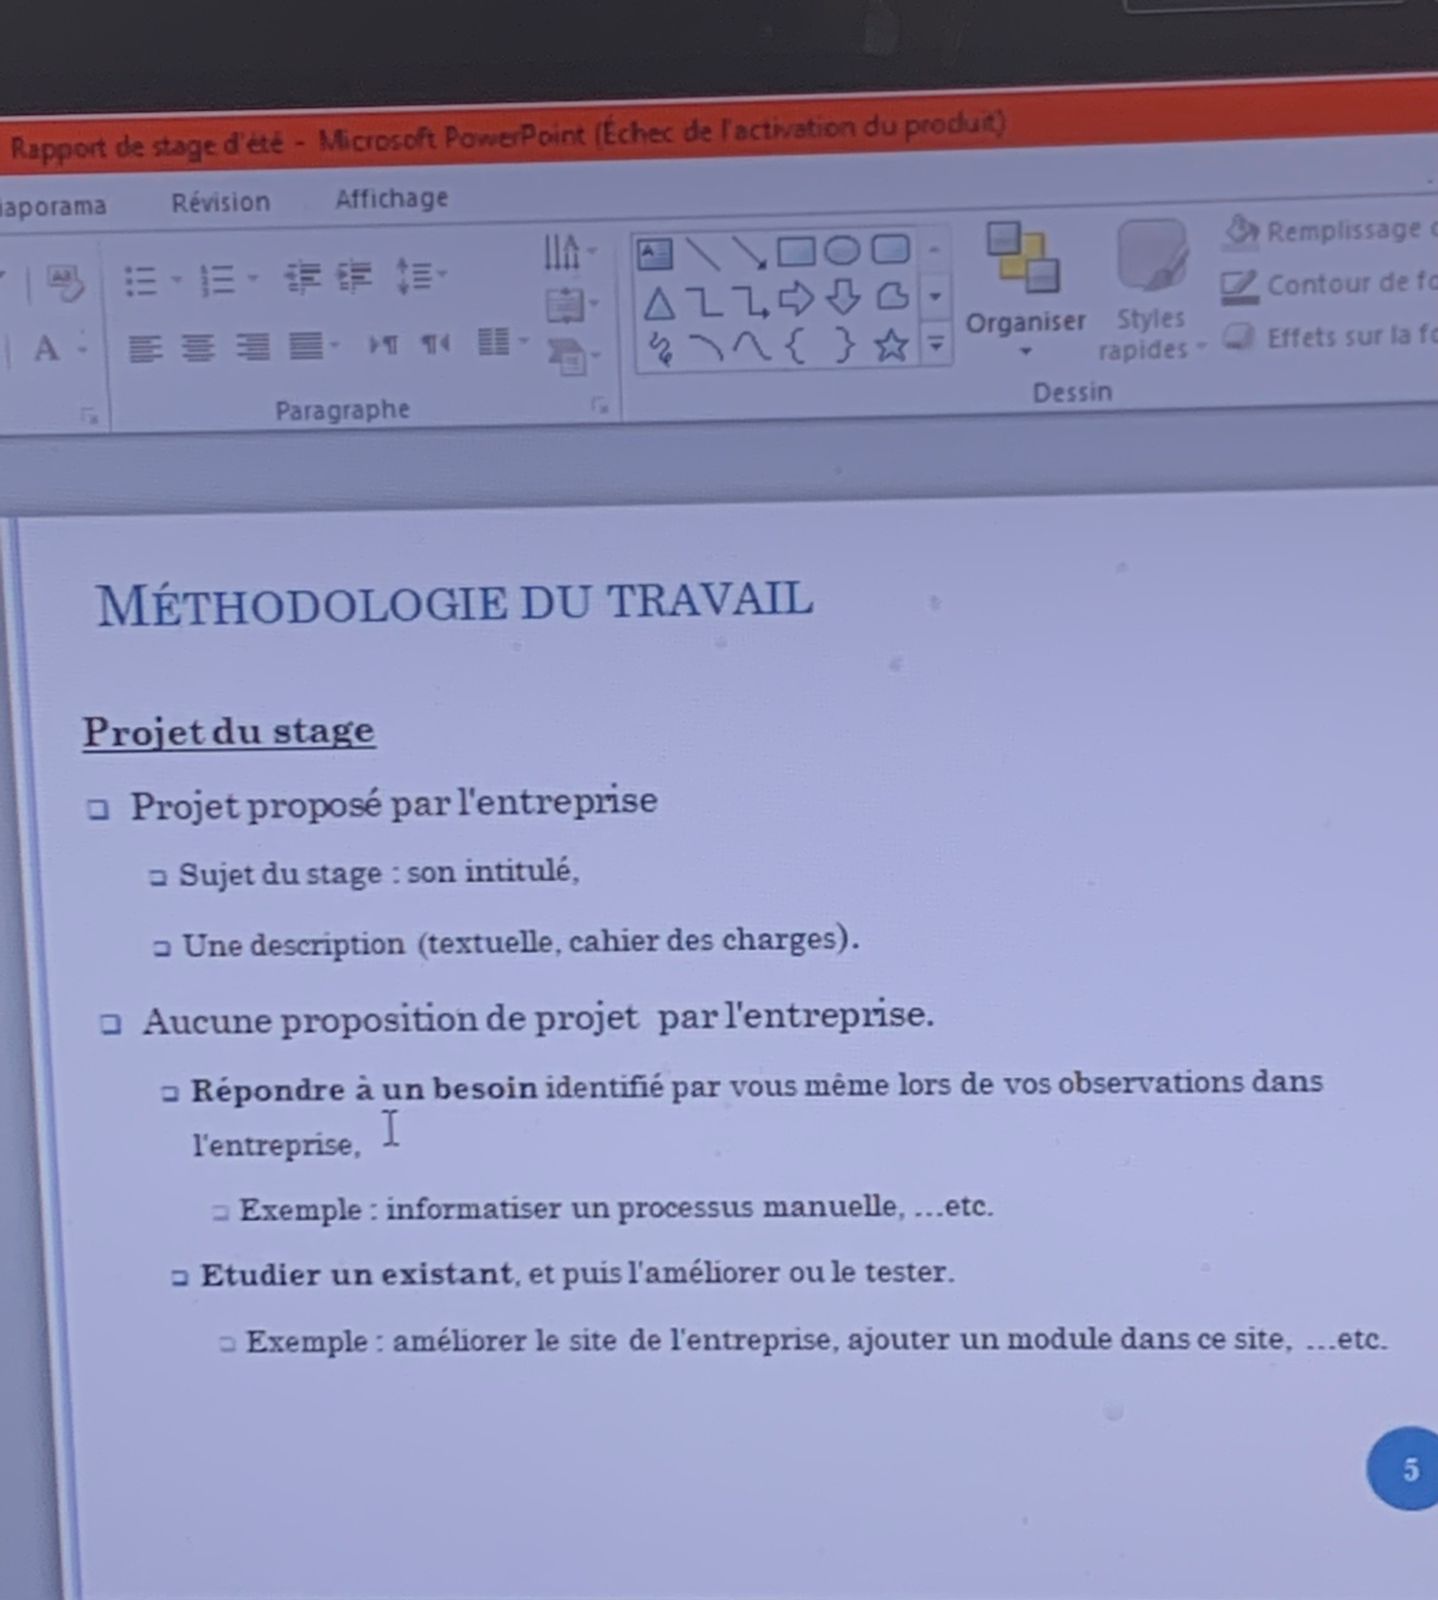 Rapport de stage d'été - Microsoft PowerPoint (Échec de l'activation du produit)
iaporama Révision Affichage
Remplissage
A
Contour de fo
Organiser
Styles
rapides
Effets sur la fo
Paragraphe
Dessin
MÉTHODOLOGIE DU TRAVAIL
Projet du stage
Projet proposé par l'entreprise
Sujet du stage : son intitulé,
Une description (textuelle, cahier des charges).
Aucune proposition de projet par l'entreprise.
Répondre à un besoin identifié par vous même lors de vos observations dans
l'entreprise,
Exemple : informatiser un processus manuelle, ...etc.
Etudier un existant, et puis l'améliorer ou le tester.
Exemple : améliorer le site de l'entreprise, ajouter un module dans ce site, ...etc.
5